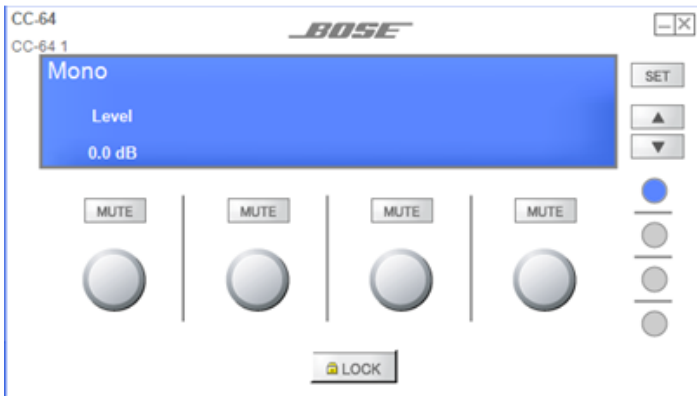 CC-64
BOSE
CC-64 1
Mono
SET
Level
0.0 dB
MUTE MUTE MUTE MUTE
LOCK